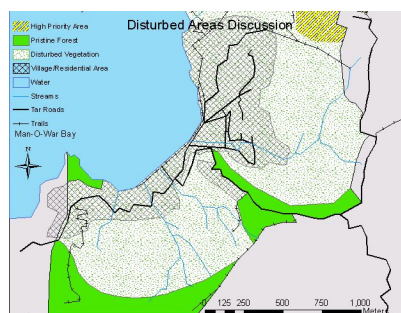 Disturbed Areas Discussion
High Priority Area
Pristine Forest
Disturbed Vegetation
Village/Residential Area
Water
Streams
Tar Roads
Trails
Man-O-War Bay
N
0 125 250 500 750 1,000
Meters